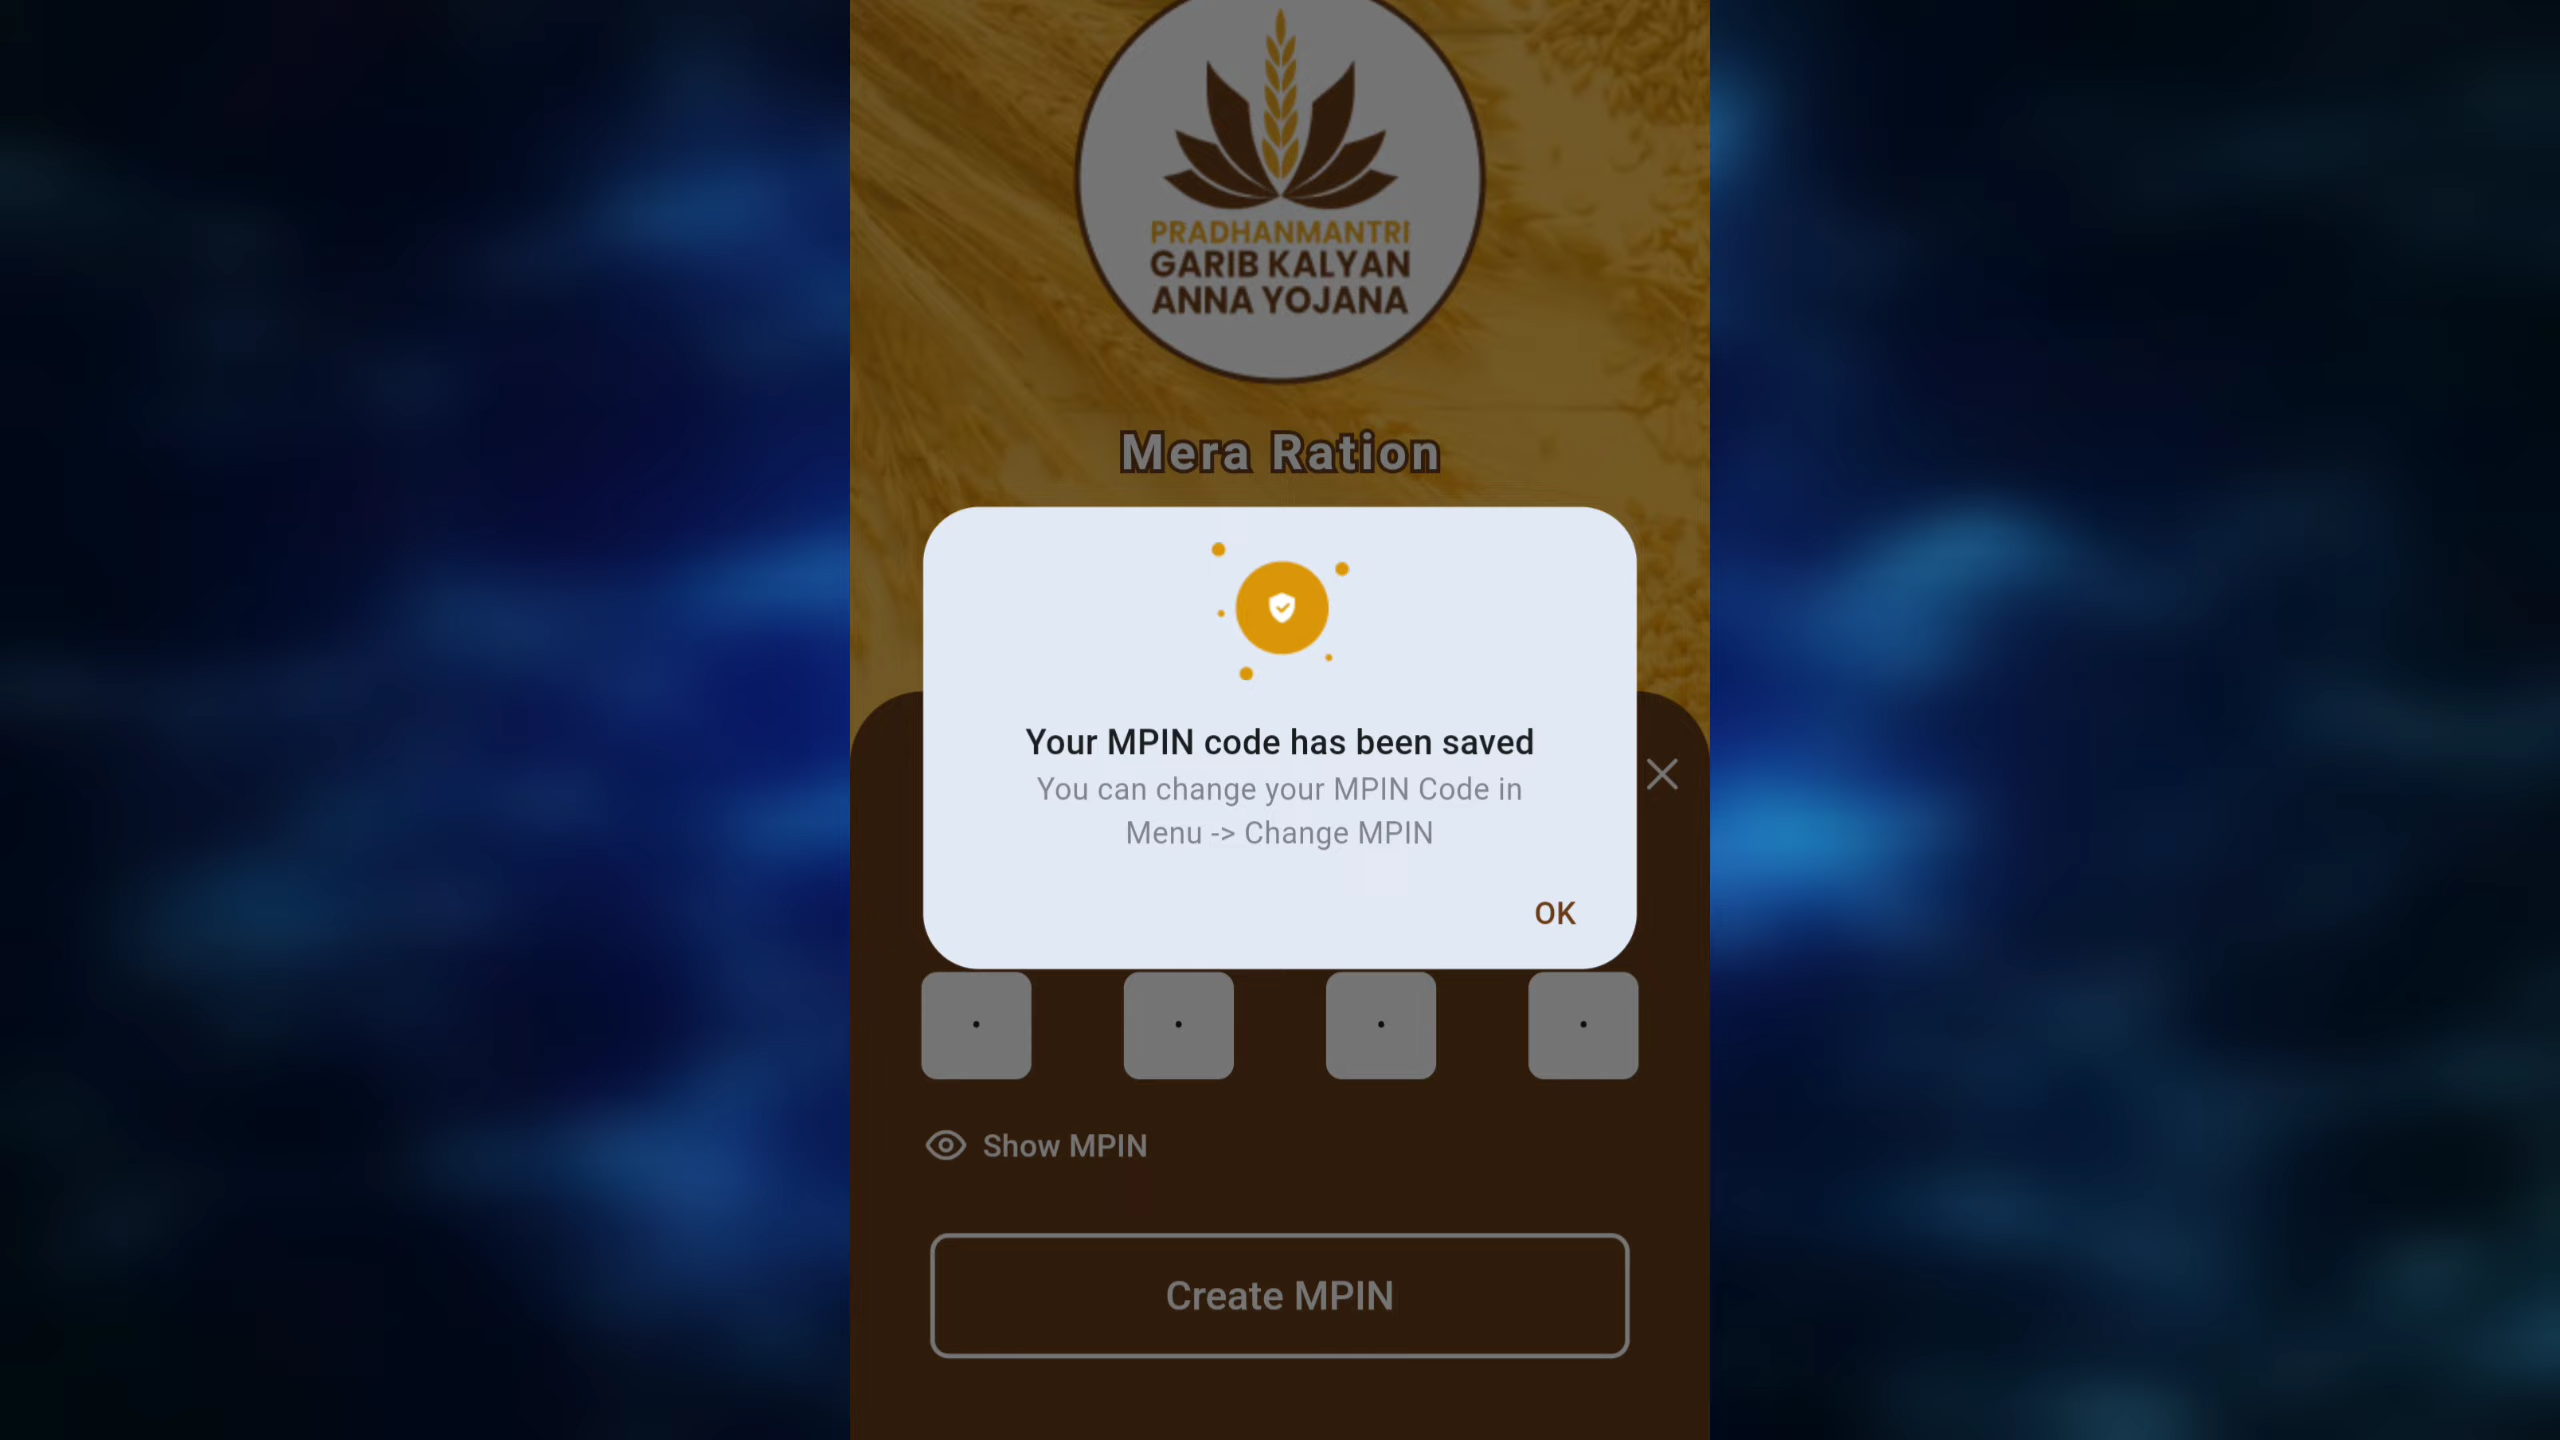 PRADHANMANTRI
GARIB KALYAN
ANNA YOJANA
Mera Ration
Your MPIN code has been saved
You can change your MPIN Code in
Menu -> Change MPIN
OK
Show MPIN
Create MPIN